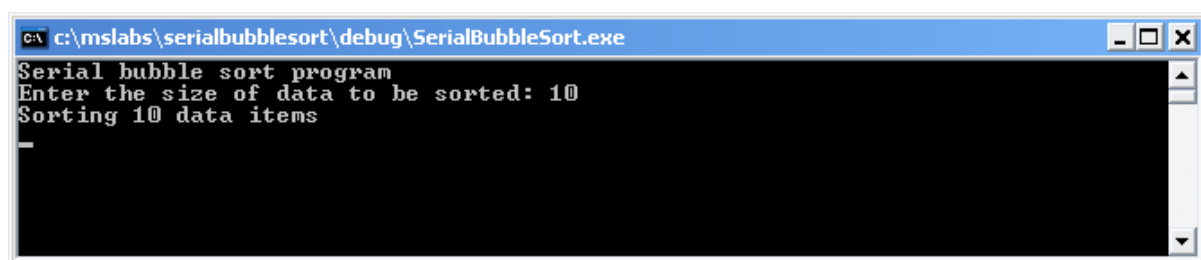 c:\mslabs\serialbubblesort\debug\SerialBubbleSort.exe
Serial bubble sort program
Enter the size of data to be sorted: 10
Sorting 10 data items